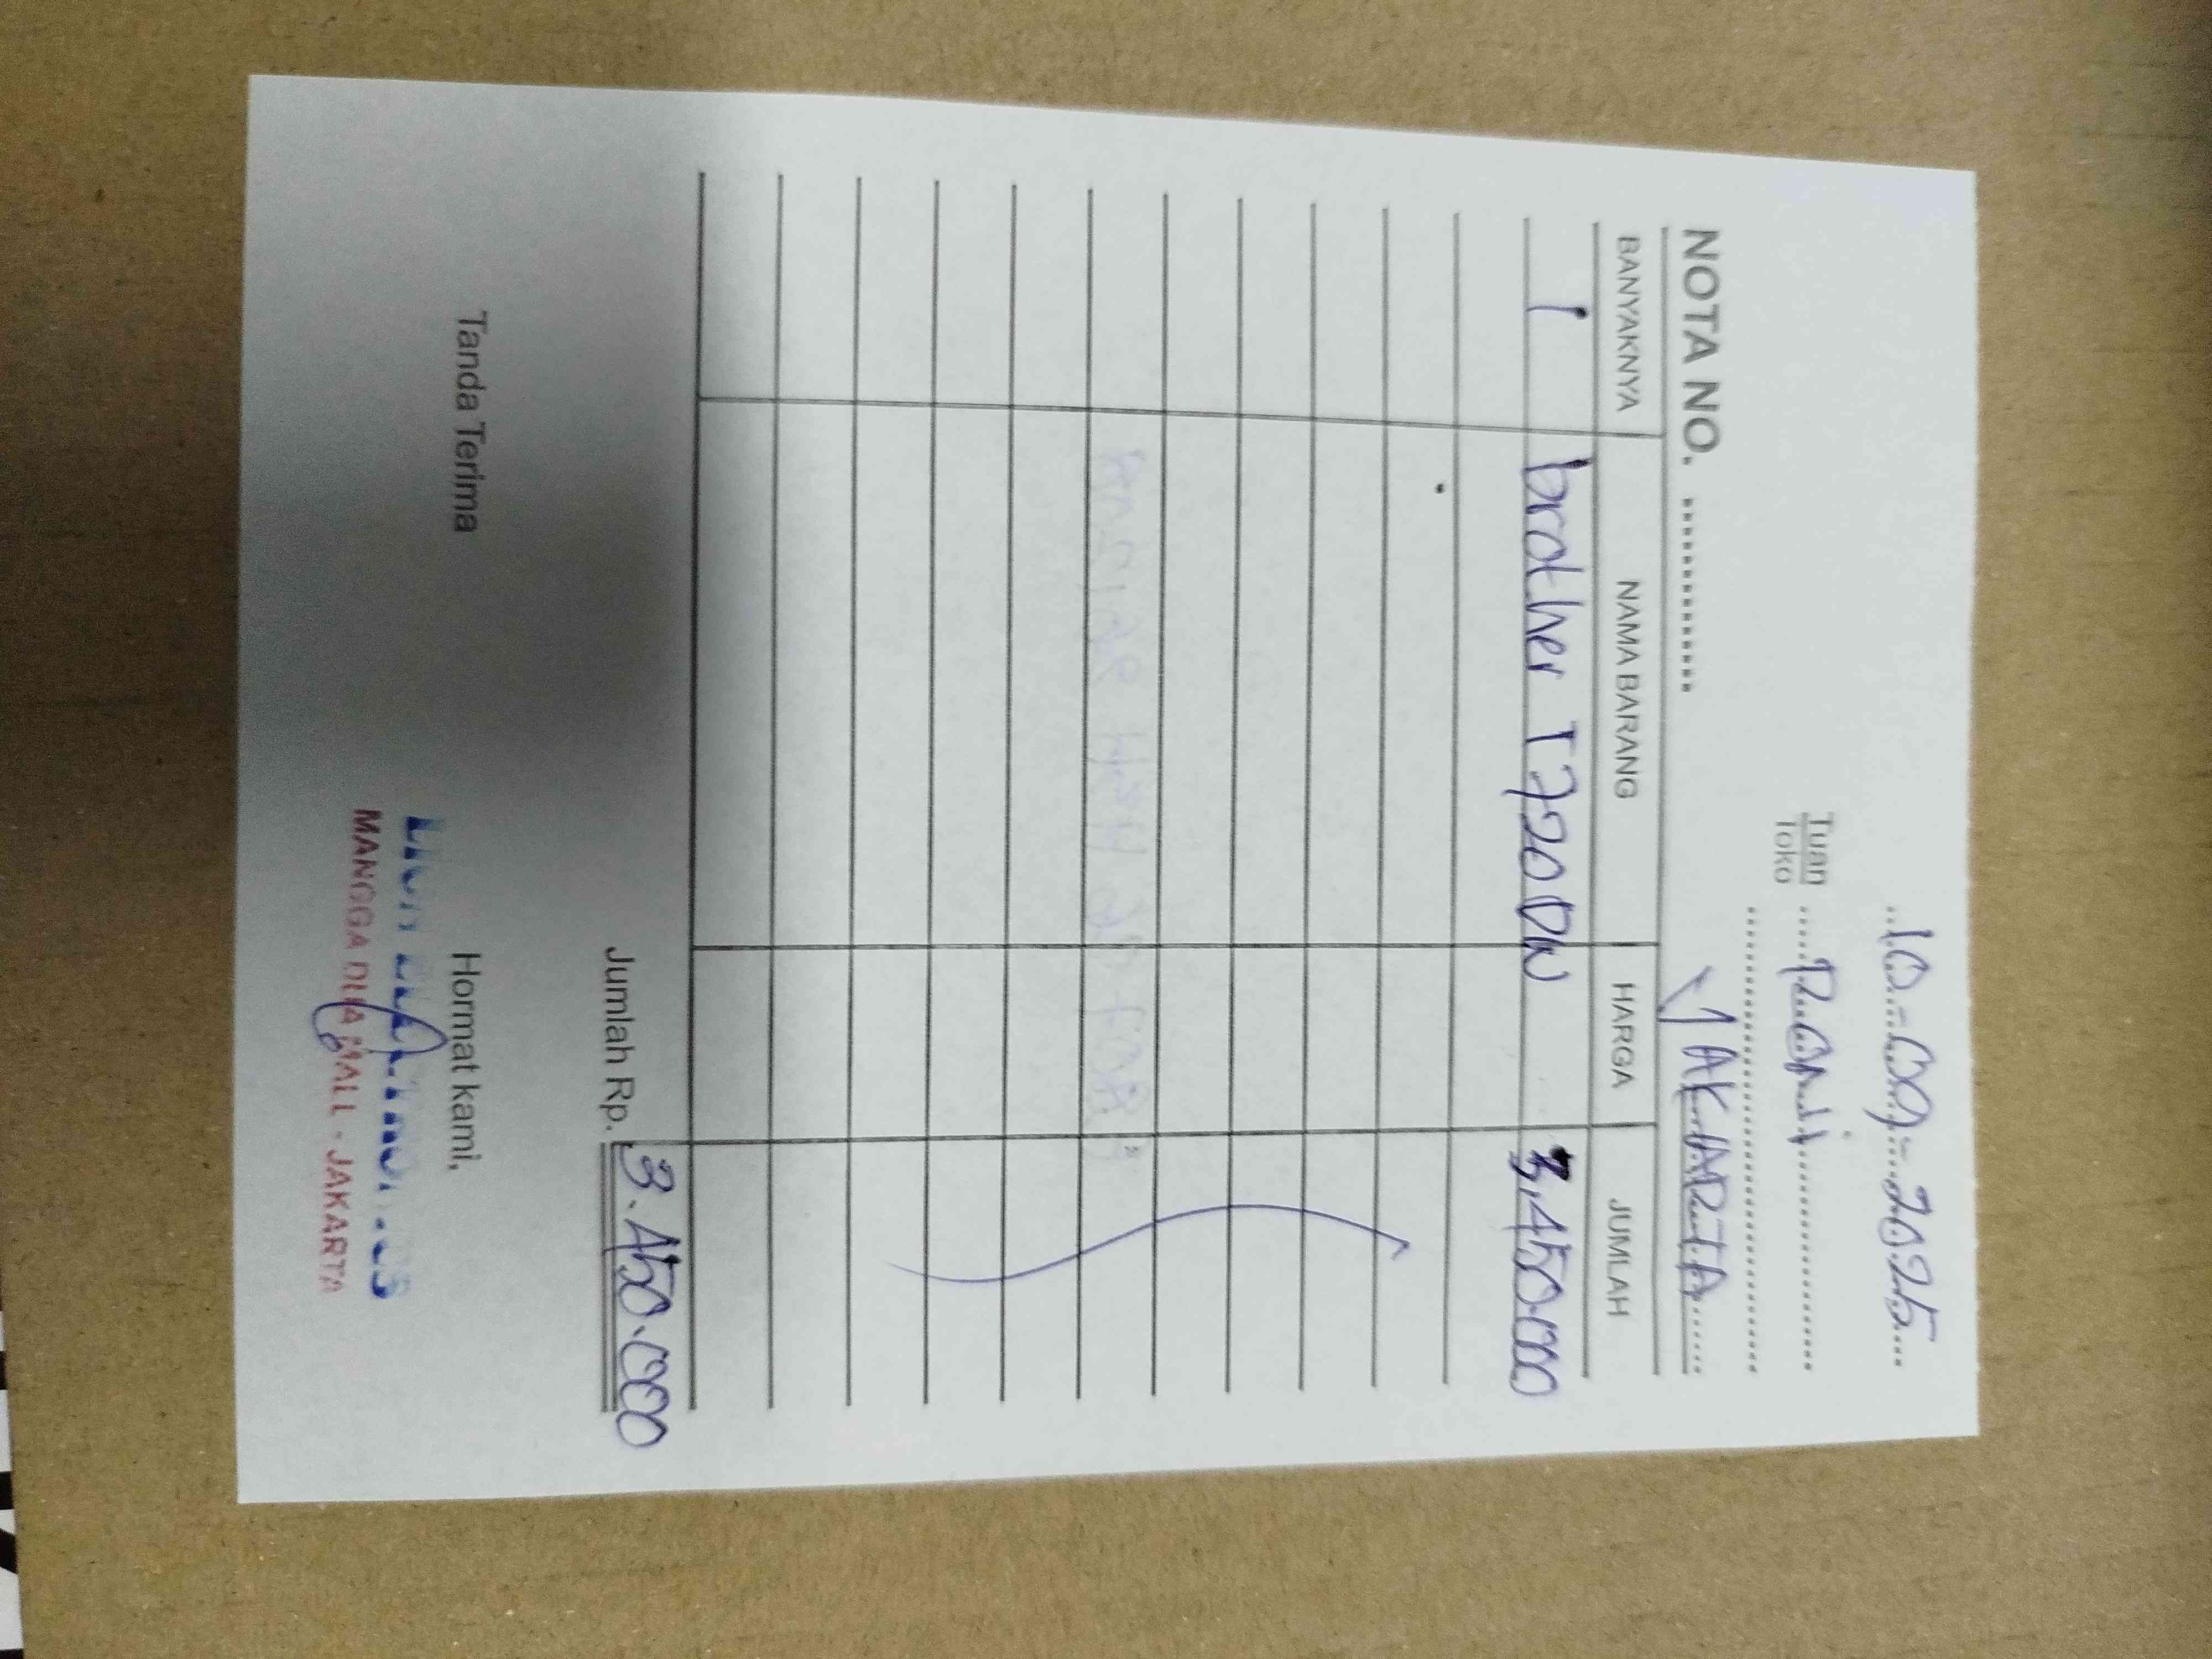 10-09-2025
Tuan
Toko
Roni
JAKARTA
NOTA NO.
BANYAKNYA NAMA BARANG HARGA JUMLAH
1 brother T720DW 3,450.000
Jumlah Rp. 3.450.000
Tanda Terima Hormat kami,
MANGGA DUA MALL - JAKARTA